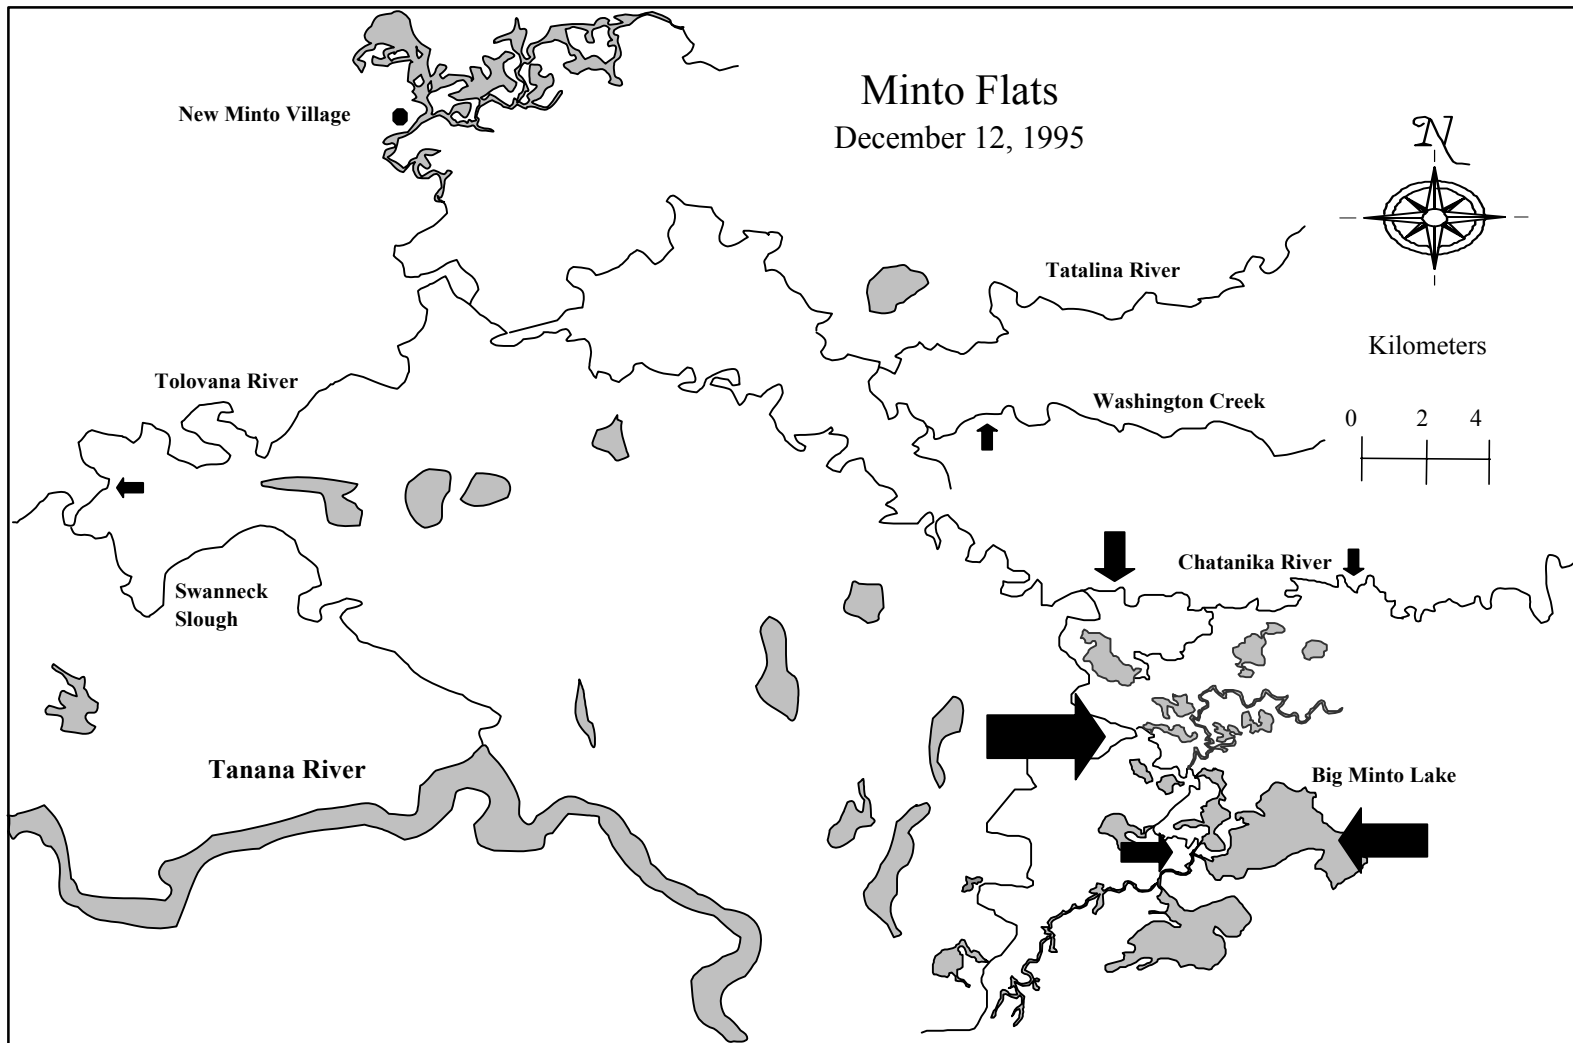 Minto Flats
December 12, 1995
New Minto Village
N
Tatalina River
Kilometers
0 2 4
Tolovana River
Washington Creek
Chatanika River
Swanneck
Slough
Tanana River
Big Minto Lake